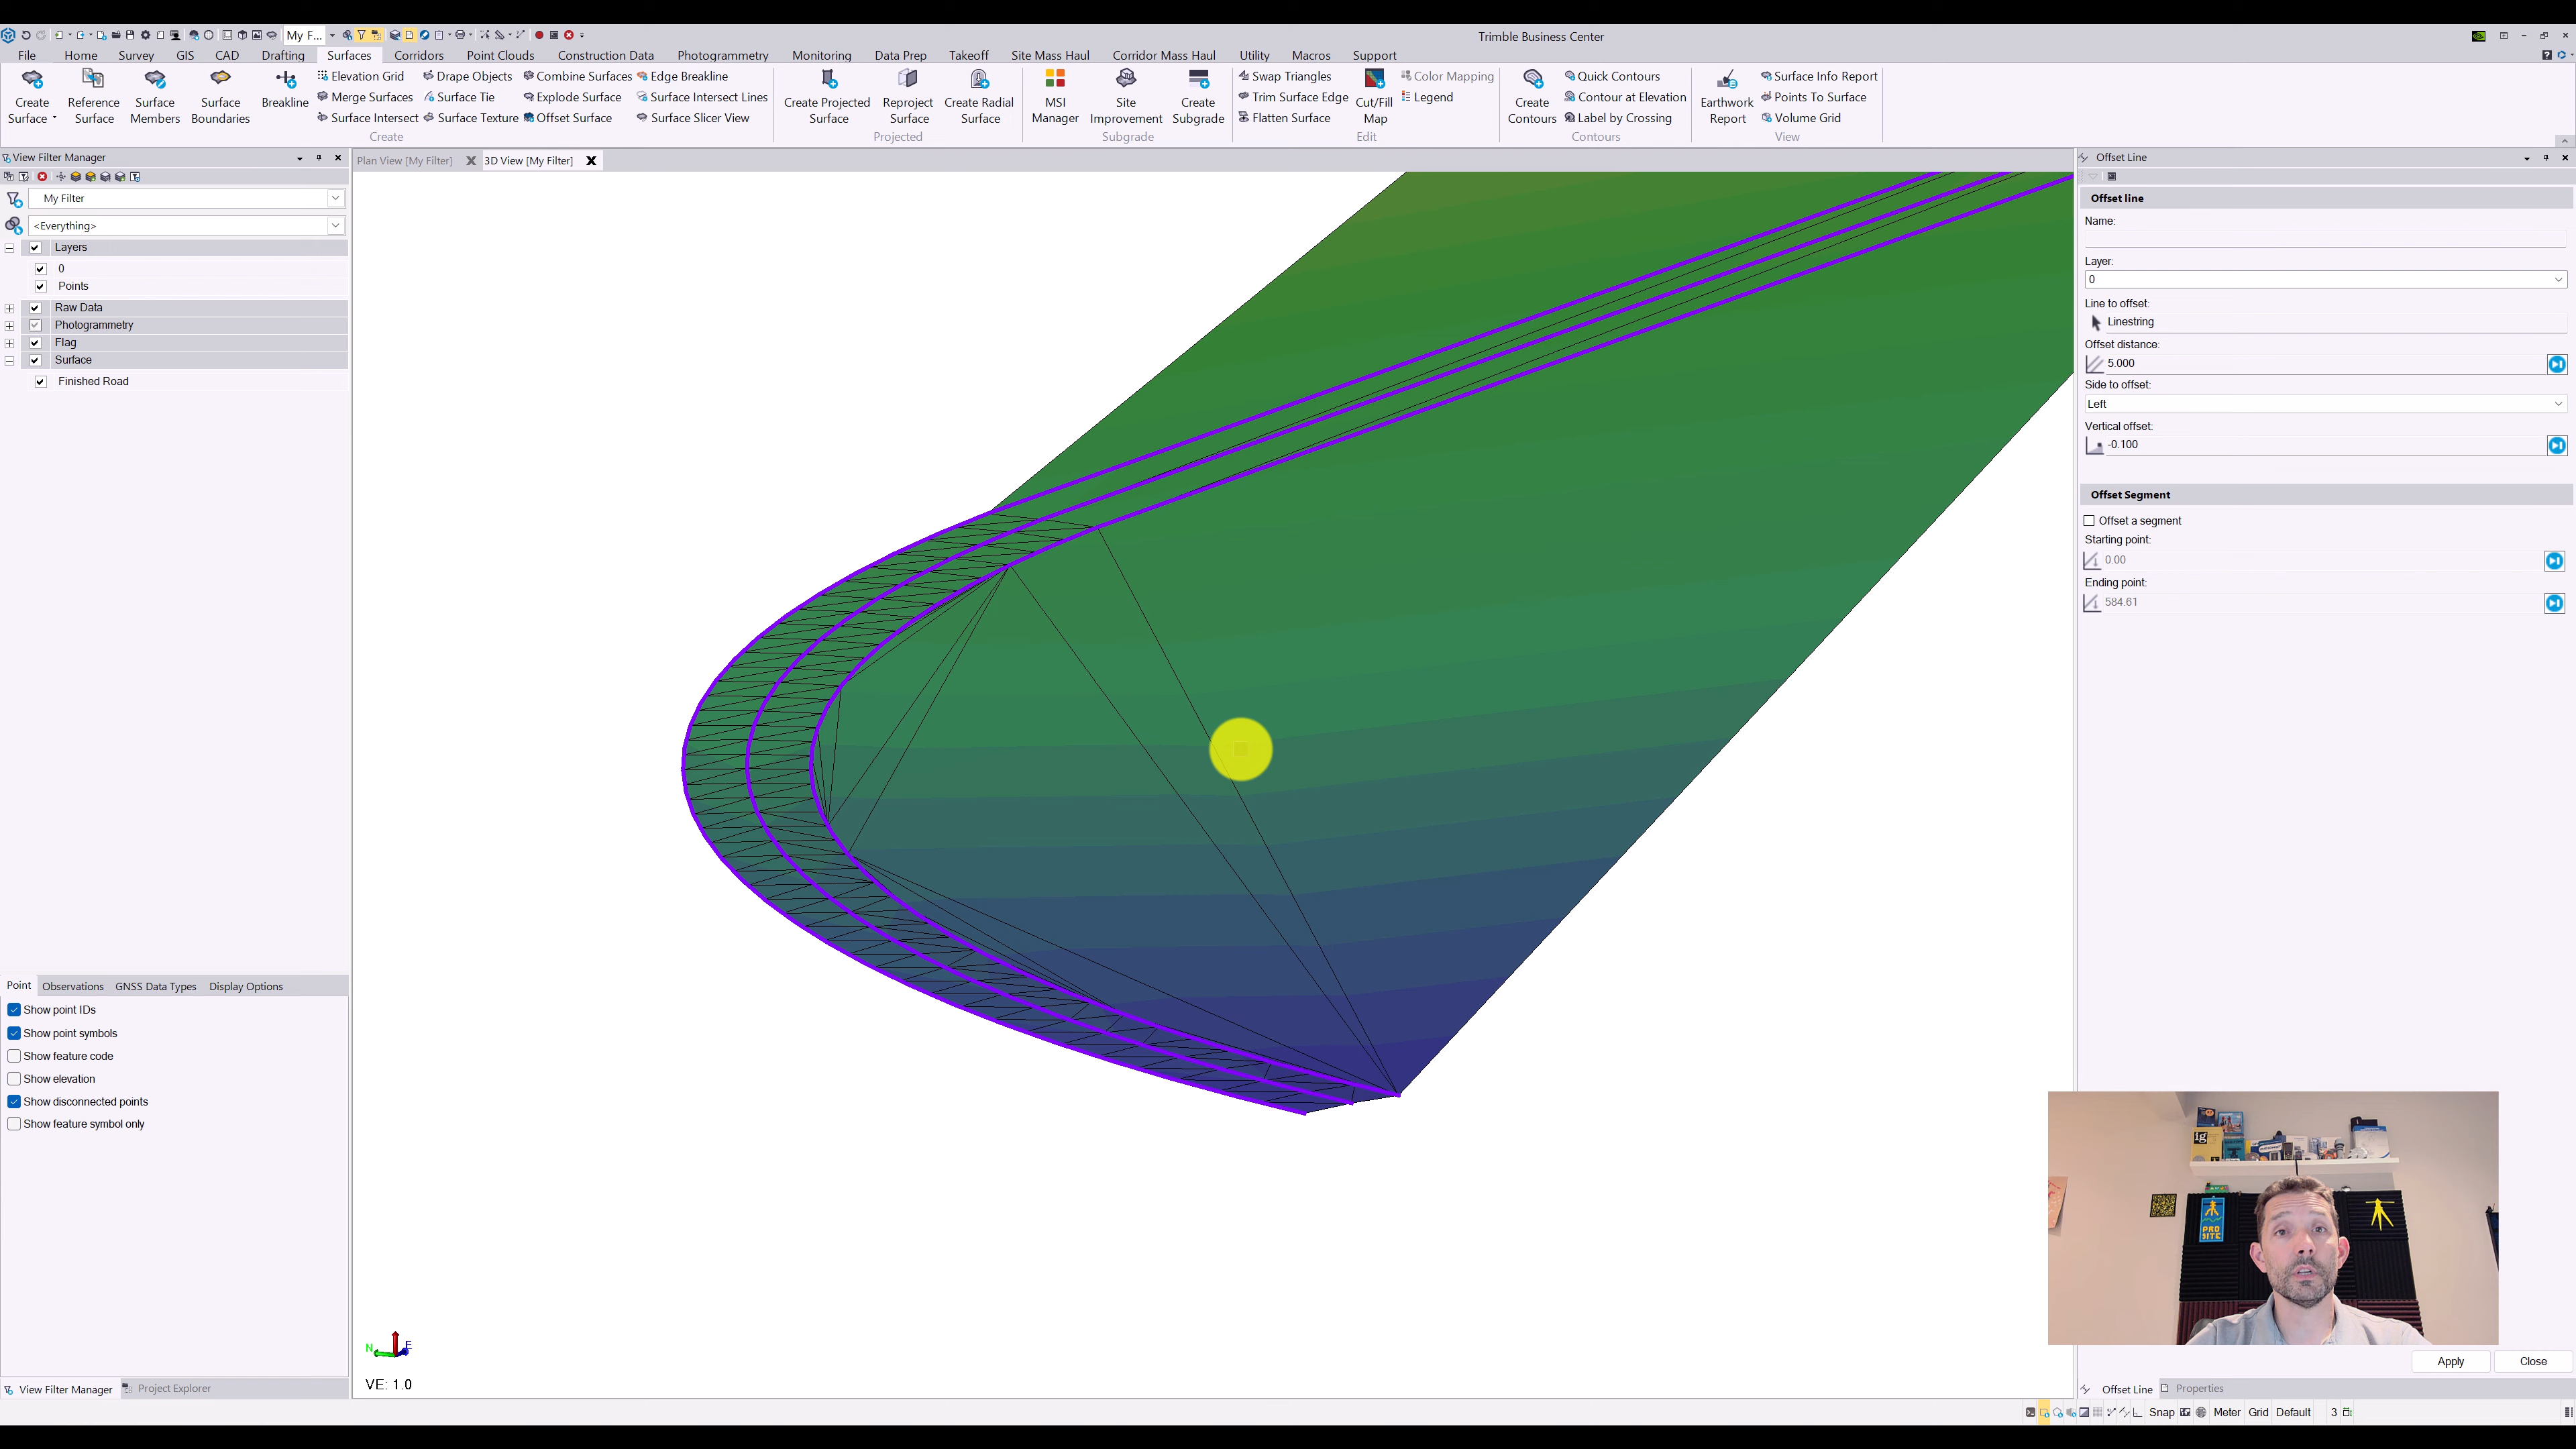 My F...
Trimble Business Center
File Home Survey GIS CAD Drafting Surfaces Corridors Point Clouds Construction Data Photogrammetry Monitoring Data Prep Takeoff Site Mass Haul Corridor Mass Haul Utility Macros Support
Create Surface
Reference Surface
Surface Members
Surface Boundaries
Breakline
Elevation Grid
Merge Surfaces
Surface Intersect
Drape Objects
Surface Tie
Surface Texture
Combine Surfaces
Explode Surface
Offset Surface
Edge Breakline
Surface Intersect Lines
Surface Slicer View
Create
Create Projected Surface
Reproject Surface
Create Radial Surface
Projected
MSI Manager
Site Improvement
Create Subgrade
Subgrade
Swap Triangles
Trim Surface Edge
Flatten Surface
Cut/Fill Map
Color Mapping
Legend
Edit
Create Contours
Quick Contours
Contour at Elevation
Label by Crossing
Contours
Earthwork Report
Surface Info Report
Points To Surface
Volume Grid
View
View Filter Manager
My Filter
<Everything>
Layers
0
Points
Raw Data
Photogrammetry
Flag
Surface
Finished Road
Point Observations GNSS Data Types Display Options
Show point IDs
Show point symbols
Show feature code
Show elevation
Show disconnected points
Show feature symbol only
View Filter Manager Project Explorer
Plan View [My Filter] 3D View [My Filter]
N E
VE: 1.0
Offset Line
Offset line
Name:
Layer:
0
Line to offset:
Linestring
Offset distance:
5.000
Side to offset:
Left
Vertical offset:
-0.100
Offset Segment
Offset a segment
Starting point:
0.00
Ending point:
584.61
PRO
SITE
Apply Close
Offset Line Properties
Snap Meter Grid Default 3